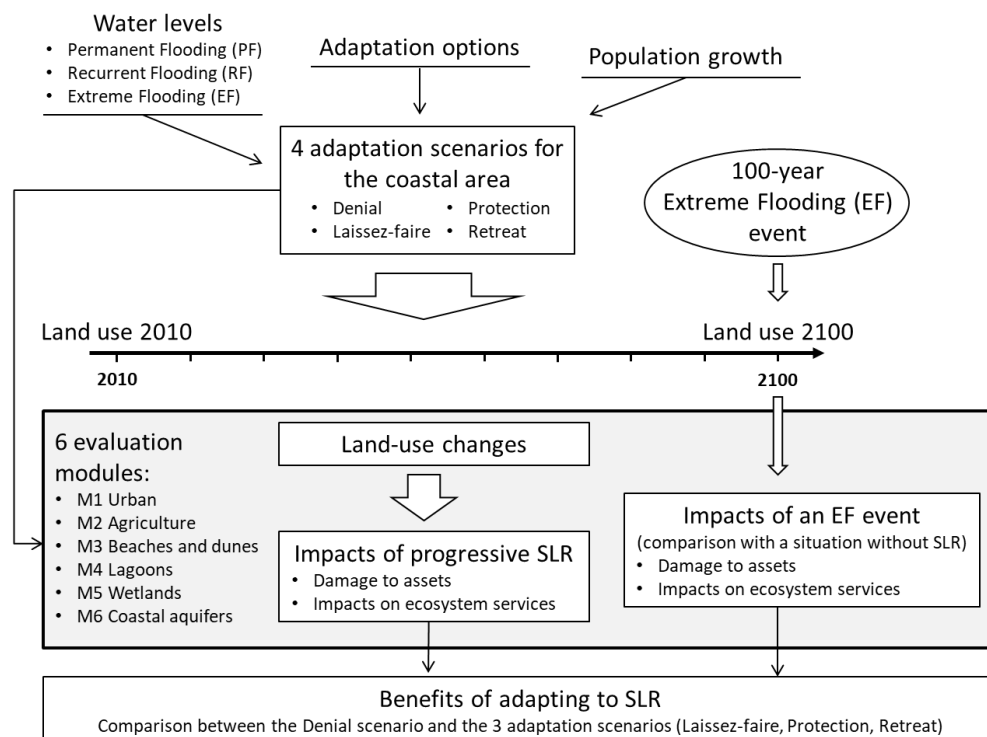 Water levels
• Permanent Flooding (PF)
• Recurrent Flooding (RF)
• Extreme Flooding (EF)
Adaptation options
Population growth
4 adaptation scenarios for
the coastal area
• Denial
• Laissez-faire
• Protection
• Retreat
100-year
Extreme Flooding (EF)
event
Land use 2010
Land use 2100
2010
2100
6 evaluation
modules:
• M1 Urban
• M2 Agriculture
• M3 Beaches and dunes
• M4 Lagoons
• M5 Wetlands
• M6 Coastal aquifers
Land-use changes
Impacts of progressive SLR
• Damage to assets
• Impacts on ecosystem services
Impacts of an EF event
(comparison with a situation without SLR)
• Damage to assets
• Impacts on ecosystem services
Benefits of adapting to SLR
Comparison between the Denial scenario and the 3 adaptation scenarios (Laissez-faire, Protection, Retreat)